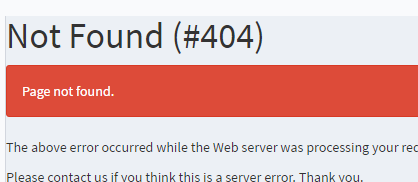 Not Found (#404)
Page not found.
The above error occurred while the Web server was processing your
Please contact us if you think this is a server error. Thank you.